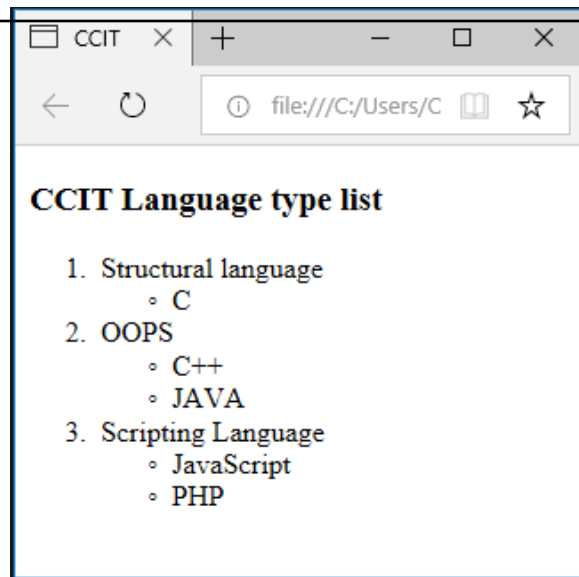 CCIT
file:///C:/Users/C
CCIT Language type list
1. Structural language
◦ C
2. OOPS
◦ C++
◦ JAVA
3. Scripting Language
◦ JavaScript
◦ PHP